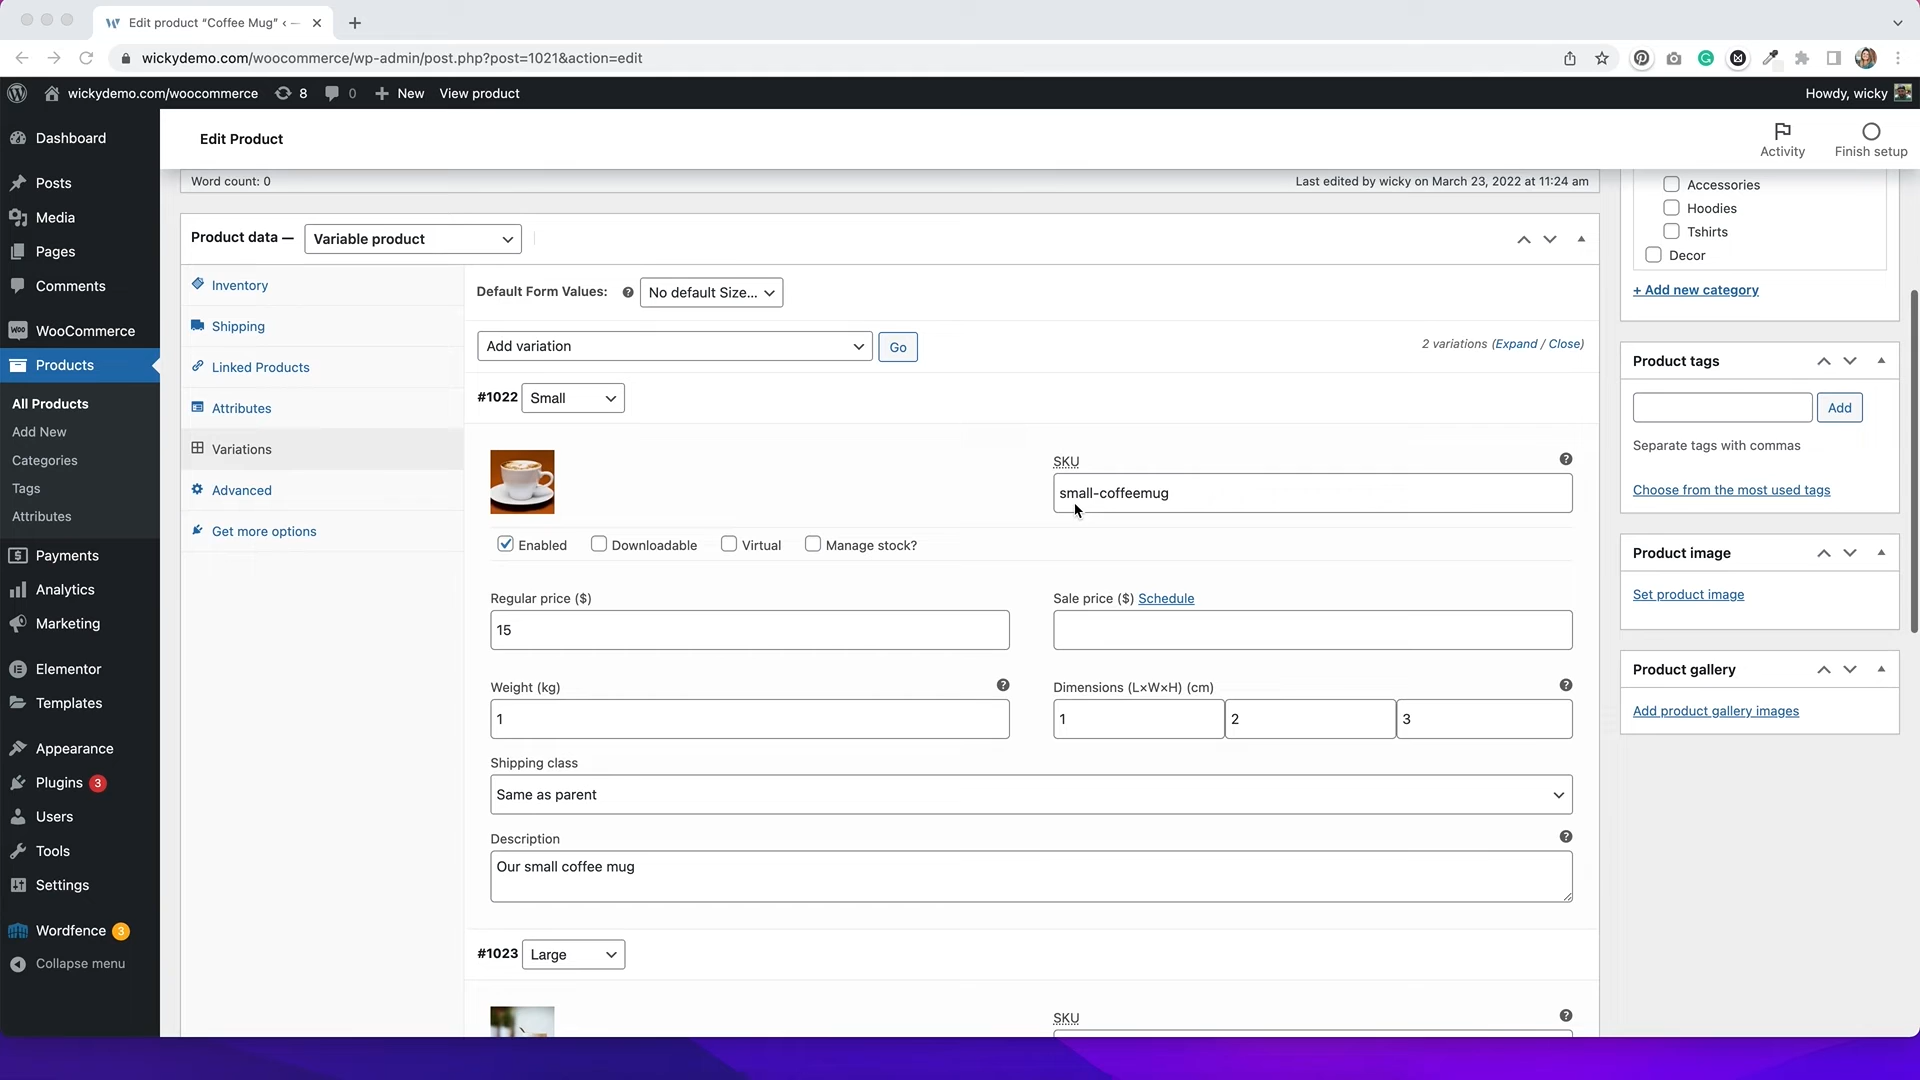 Edit product “Coffee Mug” ‹ —
wickydemo.com/woocommerce/wp-admin/post.php?post=1021&action=edit
wickydemo.com/woocommerce 8 0 New View product Howdy, wicky
Dashboard
Posts
Media
Pages
Comments
WooCommerce
Products
All Products
Add New
Categories
Tags
Attributes
Payments
Analytics
Marketing
Elementor
Templates
Appearance
Plugins 3
Users
Tools
Settings
Wordfence 3
Collapse menu
Edit Product
Activity
Finish setup
Word count: 0
Last edited by wicky on March 23, 2022 at 11:24 am
Product data — Variable product
Inventory
Shipping
Linked Products
Attributes
Variations
Advanced
Get more options
Default Form Values: No default Size...
Add variation Go
2 variations (Expand / Close)
#1022 Small
SKU
small-coffeemug
Enabled Downloadable Virtual Manage stock?
Regular price ($)
15
Sale price ($) Schedule
Weight (kg)
1
Dimensions (L×W×H) (cm)
1 2 3
Shipping class
Same as parent
Description
Our small coffee mug
#1023 Large
SKU
Accessories
Hoodies
Tshirts
Decor
+ Add new category
Product tags
Add
Separate tags with commas
Choose from the most used tags
Product image
Set product image
Product gallery
Add product gallery images